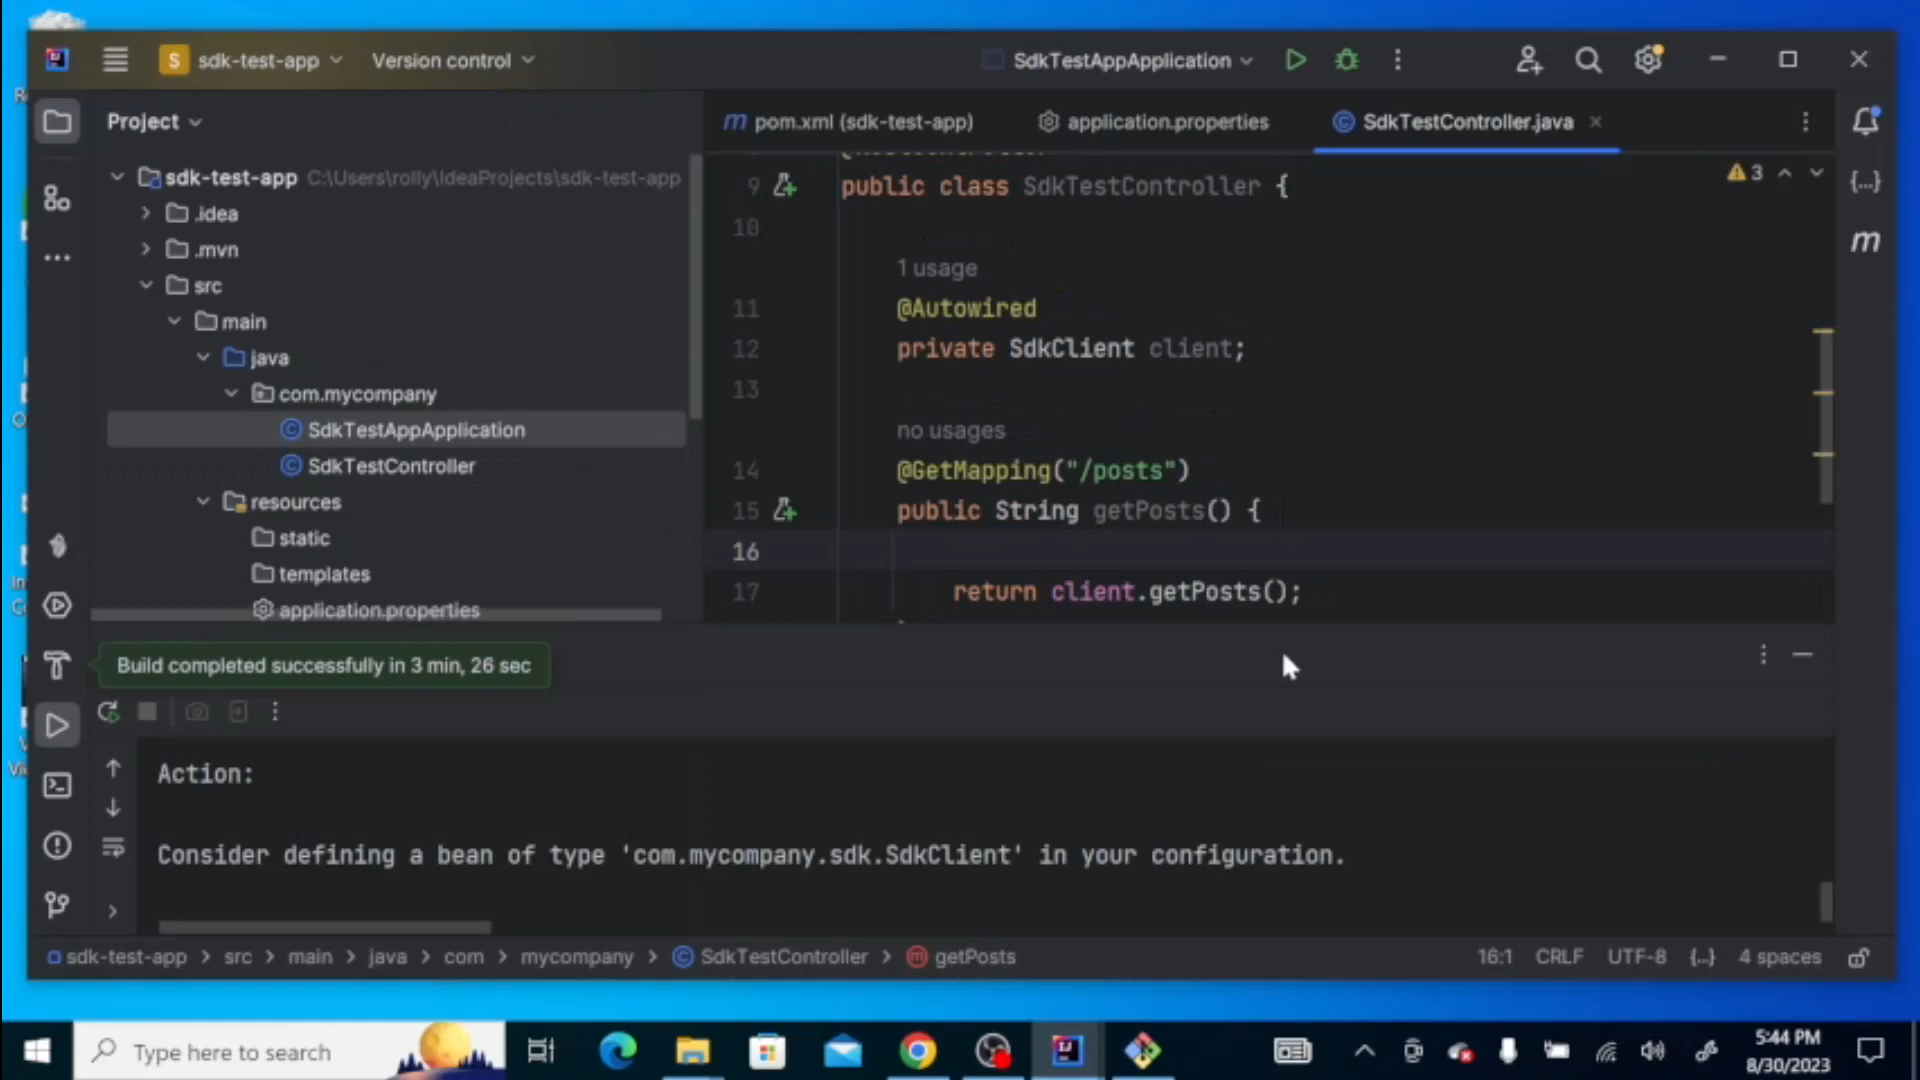 S sdk-test-app
Version control
SdkTestAppApplication
Project
pom.xml (sdk-test-app)
application.properties
SdkTestController.java
sdk-test-app C:\Users\rolly\IdeaProjects\sdk-test-app
.idea
.mvn
src
main
java
com.mycompany
SdkTestAppApplication
SdkTestController
resources
static
templates
application.properties
3
9 public class SdkTestController {
10
1 usage
11 @Autowired
12 private SdkClient client;
13
no usages
14 @GetMapping("/posts")
15 public String getPosts() {
16
17 return client.getPosts();
Build completed successfully in 3 min, 26 sec
Action:
Consider defining a bean of type 'com.mycompany.sdk.SdkClient' in your configuration.
sdk-test-app > src > main > java > com > mycompany > SdkTestController > getPosts
16:1 CRLF UTF-8 {..} 4 spaces
Type here to search
5:44 PM
8/30/2023